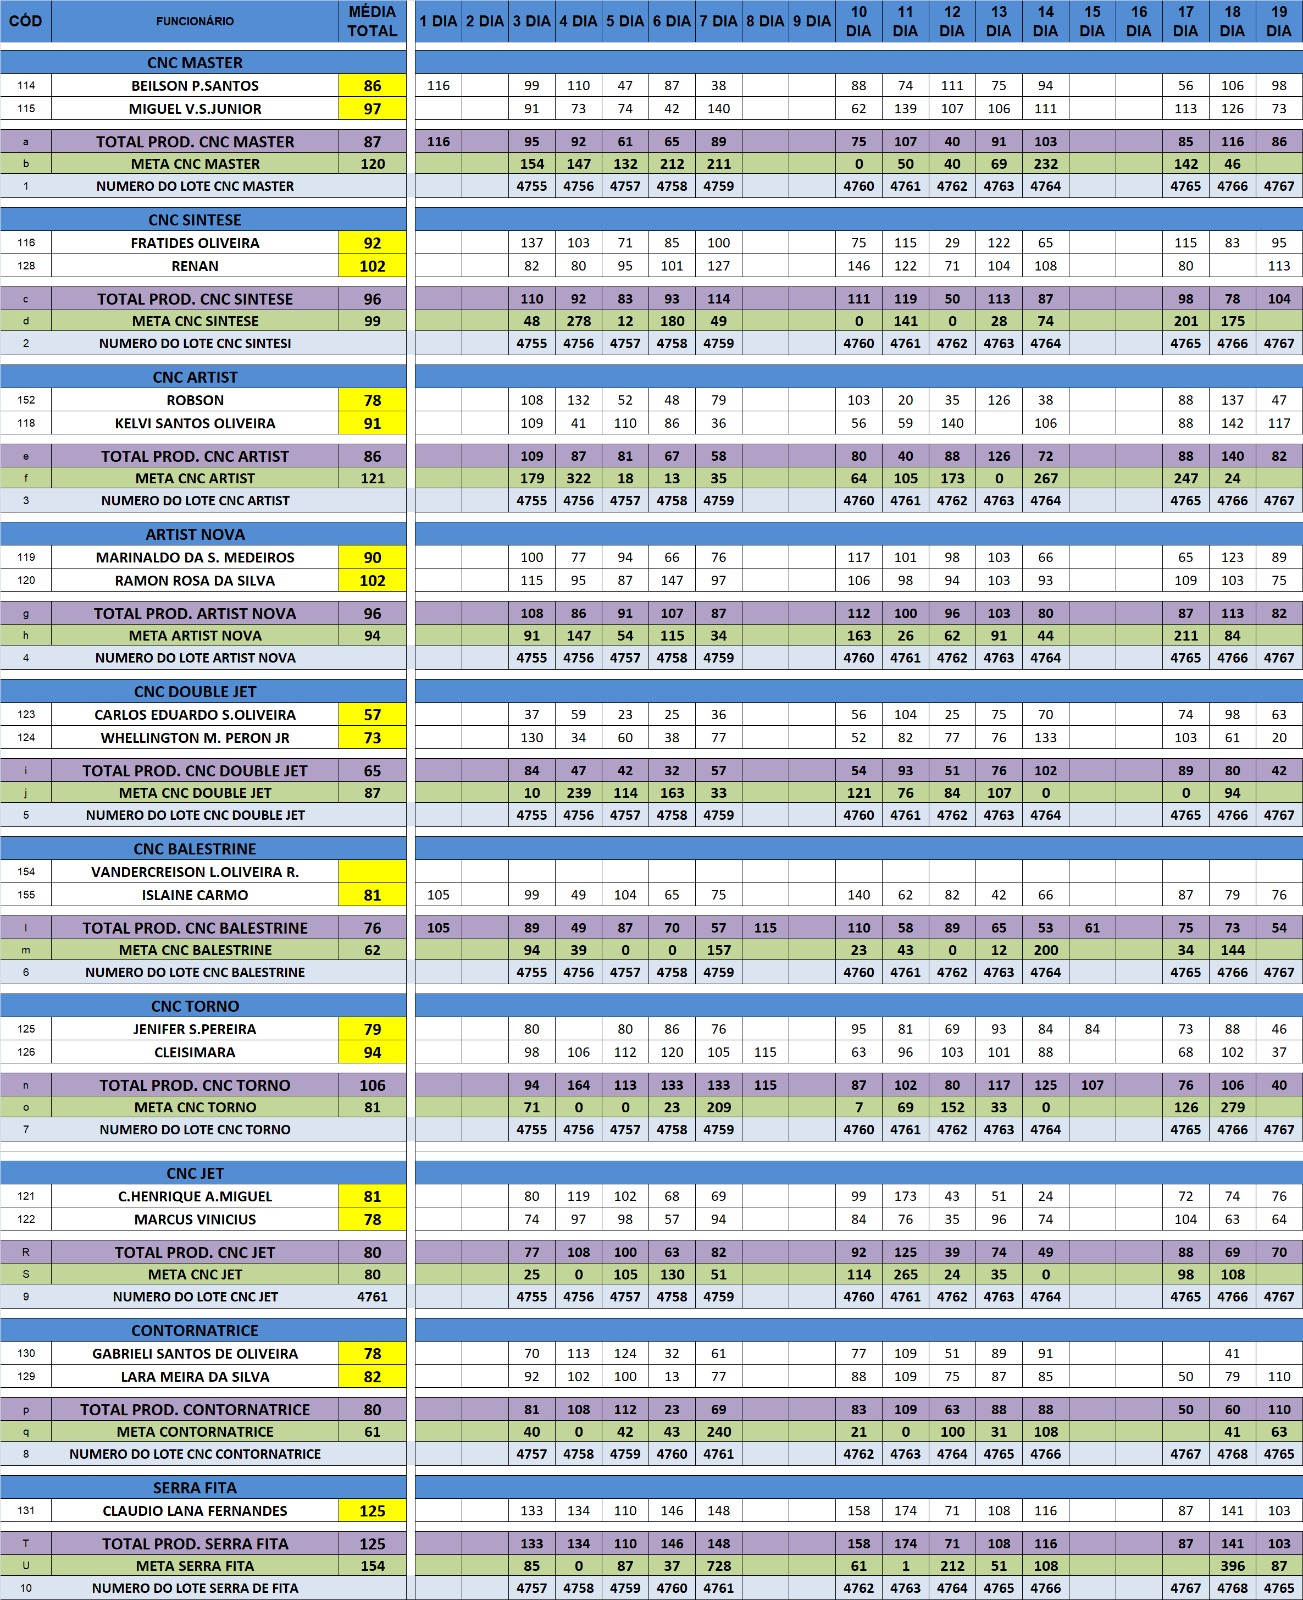 CÓD FUNCIONÁRIO MÉDIA TOTAL 1 DIA 2 DIA 3 DIA 4 DIA 5 DIA 6 DIA 7 DIA 8 DIA 9 DIA 10 DIA 11 DIA 12 DIA 13 DIA 14 DIA 15 DIA 16 DIA 17 DIA 18 DIA 19 DIA
CNC MASTER
114 BEILSON P.SANTOS 86 116 99 110 47 87 38 88 74 111 75 94 56 106 98
115 MIGUEL V.S.JUNIOR 97 91 73 74 42 140 62 139 107 106 111 113 126 73
a TOTAL PROD. CNC MASTER 87 116 95 92 61 65 89 75 107 40 91 103 85 116 86
b META CNC MASTER 120 154 147 132 212 211 0 50 40 69 232 142 46
1 NUMERO DO LOTE CNC MASTER 4755 4756 4757 4758 4759 4760 4761 4762 4763 4764 4765 4766 4767
CNC SINTESE
116 FRATIDES OLIVEIRA 92 137 103 71 85 100 75 115 29 122 65 115 83 95
128 RENAN 102 82 80 95 101 127 146 122 71 104 108 80 113
c TOTAL PROD. CNC SINTESE 96 110 92 83 93 114 111 119 50 113 87 98 78 104
d META CNC SINTESE 99 48 278 12 180 49 0 141 0 28 74 201 175
2 NUMERO DO LOTE CNC SINTESI 4755 4756 4757 4758 4759 4760 4761 4762 4763 4764 4765 4766 4767
CNC ARTIST
152 ROBSON 78 108 132 52 48 79 103 20 35 126 38 88 137 47
118 KELVI SANTOS OLIVEIRA 91 109 41 110 86 36 56 59 140 106 88 142 117
e TOTAL PROD. CNC ARTIST 86 109 87 81 67 58 80 40 88 126 72 88 140 82
f META CNC ARTIST 121 179 322 18 13 35 64 105 173 0 267 247 24
3 NUMERO DO LOTE CNC ARTIST 4755 4756 4757 4758 4759 4760 4761 4762 4763 4764 4765 4766 4767
ARTIST NOVA
119 MARINALDO DA S. MEDEIROS 90 100 77 94 66 76 117 101 98 103 66 65 123 89
120 RAMON ROSA DA SILVA 102 115 95 87 147 97 106 98 94 103 93 109 103 75
g TOTAL PROD. ARTIST NOVA 96 108 86 91 107 87 112 100 96 103 80 87 113 82
h META ARTIST NOVA 94 91 147 54 115 34 163 26 62 91 44 211 84
4 NUMERO DO LOTE ARTIST NOVA 4755 4756 4757 4758 4759 4760 4761 4762 4763 4764 4765 4766 4767
CNC DOUBLE JET
123 CARLOS EDUARDO S.OLIVEIRA 57 37 59 23 25 36 56 104 25 75 70 74 98 63
124 WHELLINGTON M. PERON JR 73 130 34 60 38 77 52 82 77 76 133 103 61 20
i TOTAL PROD. CNC DOUBLE JET 65 84 47 42 32 57 54 93 51 76 102 89 80 42
j META CNC DOUBLE JET 87 10 239 114 163 33 121 76 84 107 0 0 94
5 NUMERO DO LOTE CNC DOUBLE JET 4755 4756 4757 4758 4759 4760 4761 4762 4763 4764 4765 4766 4767
CNC BALESTRINE
154 VANDERCREISON L.OLIVEIRA R.
155 ISLAINE CARMO 81 105 99 49 104 65 75 140 62 82 42 66 87 79 76
l TOTAL PROD. CNC BALESTRINE 76 105 89 49 87 70 57 115 110 58 89 65 53 61 75 73 54
m META CNC BALESTRINE 62 94 39 0 0 157 23 43 0 12 200 34 144
6 NUMERO DO LOTE CNC BALESTRINE 4755 4756 4757 4758 4759 4760 4761 4762 4763 4764 4765 4766 4767
CNC TORNO
125 JENIFER S.PEREIRA 79 80 80 86 76 95 81 69 93 84 84 73 88 46
126 CLEISIMARA 94 98 106 112 120 105 115 63 96 103 101 88 68 102 37
n TOTAL PROD. CNC TORNO 106 94 164 113 133 133 115 87 102 80 117 125 107 76 106 40
o META CNC TORNO 81 71 0 0 23 209 7 69 152 33 0 126 279
7 NUMERO DO LOTE CNC TORNO 4755 4756 4757 4758 4759 4760 4761 4762 4763 4764 4765 4766 4767
CNC JET
121 C.HENRIQUE A.MIGUEL 81 80 119 102 68 69 99 173 43 51 24 72 74 76
122 MARCUS VINICIUS 78 74 97 98 57 94 84 76 35 96 74 104 63 64
R TOTAL PROD. CNC JET 80 77 108 100 63 82 92 125 39 74 49 88 69 70
S META CNC JET 80 25 0 105 130 51 114 265 24 35 0 98 108
9 NUMERO DO LOTE CNC JET 4761 4755 4756 4757 4758 4759 4760 4761 4762 4763 4764 4765 4766 4767
CONTORNATRICE
130 GABRIELI SANTOS DE OLIVEIRA 78 70 113 124 32 61 77 109 51 89 91 41
129 LARA MEIRA DA SILVA 82 92 102 100 13 77 88 109 75 87 85 50 79 110
p TOTAL PROD. CONTORNATRICE 80 81 108 112 23 69 83 109 63 88 88 50 60 110
q META CONTORNATRICE 61 40 0 42 43 240 21 0 100 31 108 41 63
8 NUMERO DO LOTE CNC CONTORNATRICE 4757 4758 4759 4760 4761 4762 4763 4764 4765 4766 4767 4768 4765
SERRA FITA
131 CLAUDIO LANA FERNANDES 125 133 134 110 146 148 158 174 71 108 116 87 141 103
T TOTAL PROD. SERRA FITA 125 133 134 110 146 148 158 174 71 108 116 87 141 103
U META SERRA FITA 154 85 0 87 37 728 61 1 212 51 108 396 87
10 NUMERO DO LOTE SERRA DE FITA 4757 4758 4759 4760 4761 4762 4763 4764 4765 4766 4767 4768 4765